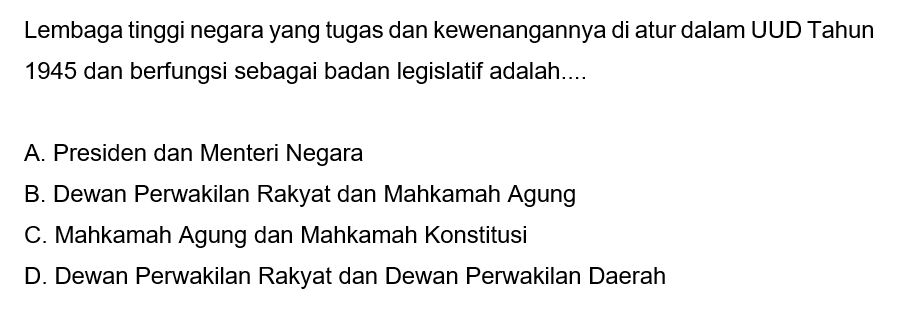 Lembaga tinggi negara yang tugas dan kewenangannya di atur dalam UUD Tahun
1945 dan berfungsi sebagai badan legislatif adalah....
A. Presiden dan Menteri Negara
B. Dewan Perwakilan Rakyat dan Mahkamah Agung
C. Mahkamah Agung dan Mahkamah Konstitusi
D. Dewan Perwakilan Rakyat dan Dewan Perwakilan Daerah